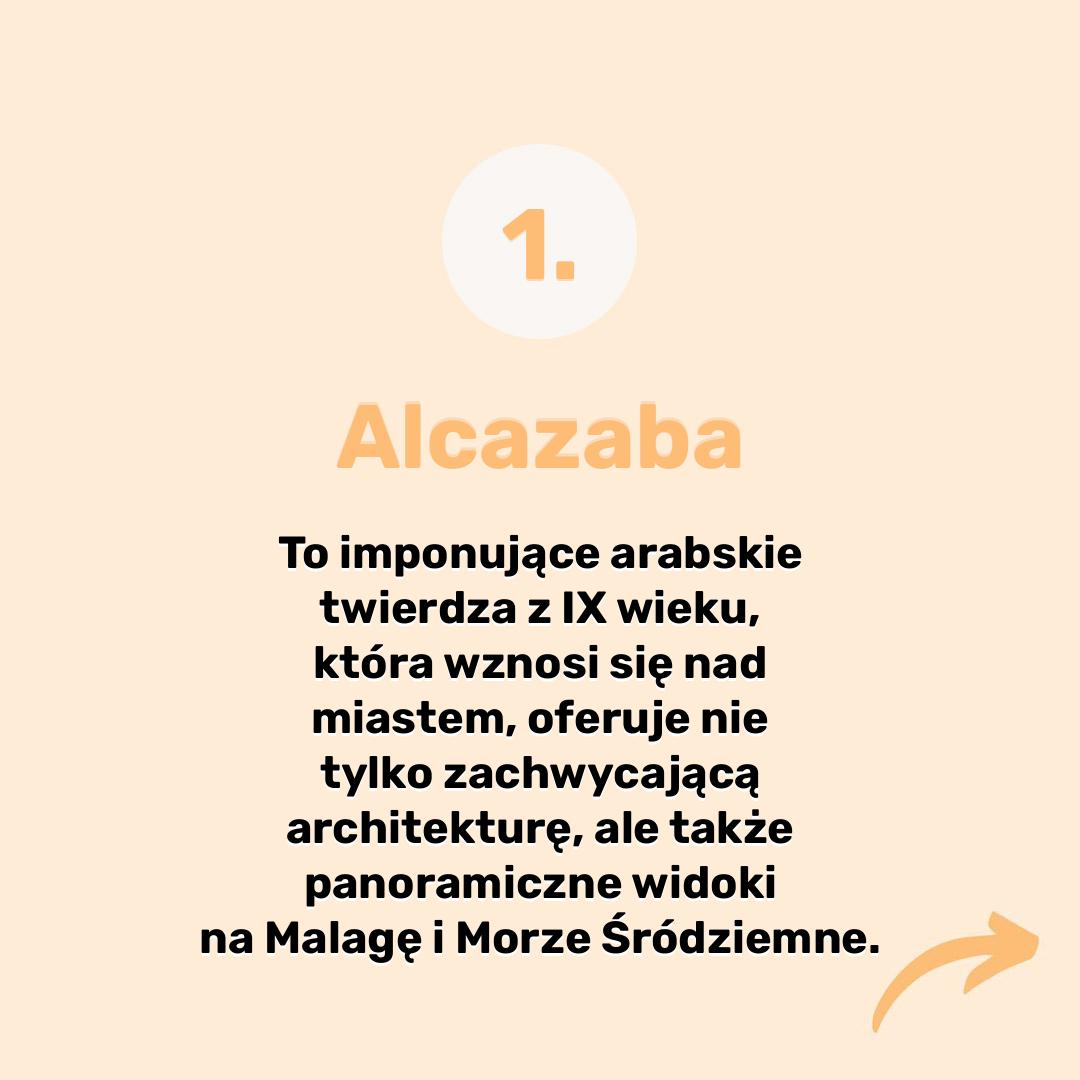 1.
Alcazaba
To imponujące arabskie
twierdza z IX wieku,
która wznosi się nad
miastem, oferuje nie
tylko zachwycającą
architekturę, ale także
panoramiczne widoki
na Malagę i Morze Śródziemne.